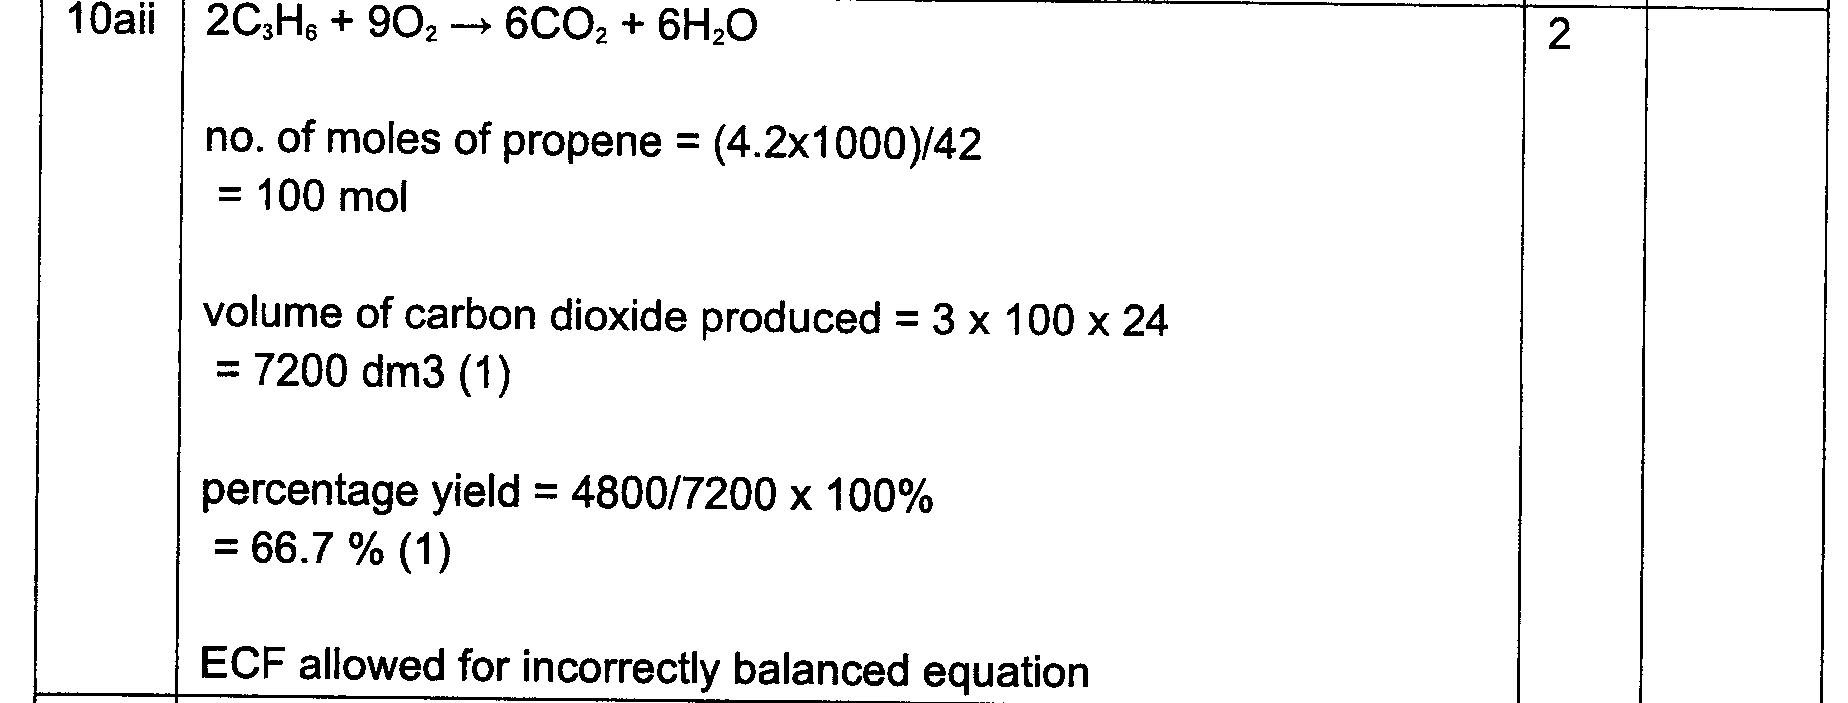 10aii 2C₃H₆ + 9O₂ → 6CO₂ + 6H₂O 2
no. of moles of propene = (4.2x1000)/42
= 100 mol
volume of carbon dioxide produced = 3 x 100 x 24
= 7200 dm3 (1)
percentage yield = 4800/7200 x 100%
= 66.7 % (1)
ECF allowed for incorrectly balanced equation